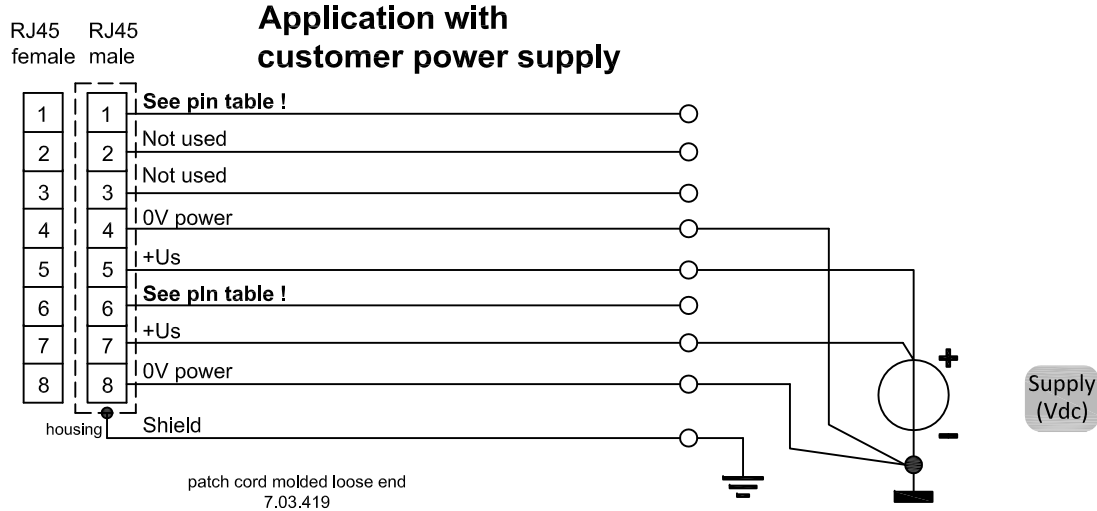 Application with
customer power supply
RJ45 female
RJ45 male
1
2
3
4
5
6
7
8
1 See pin table !
2 Not used
3 Not used
4 0V power
5 +Us
6 See pIn table !
7 +Us
8 0V power
housing Shield
+
−
Supply
(Vdc)
patch cord molded loose end
7.03.419